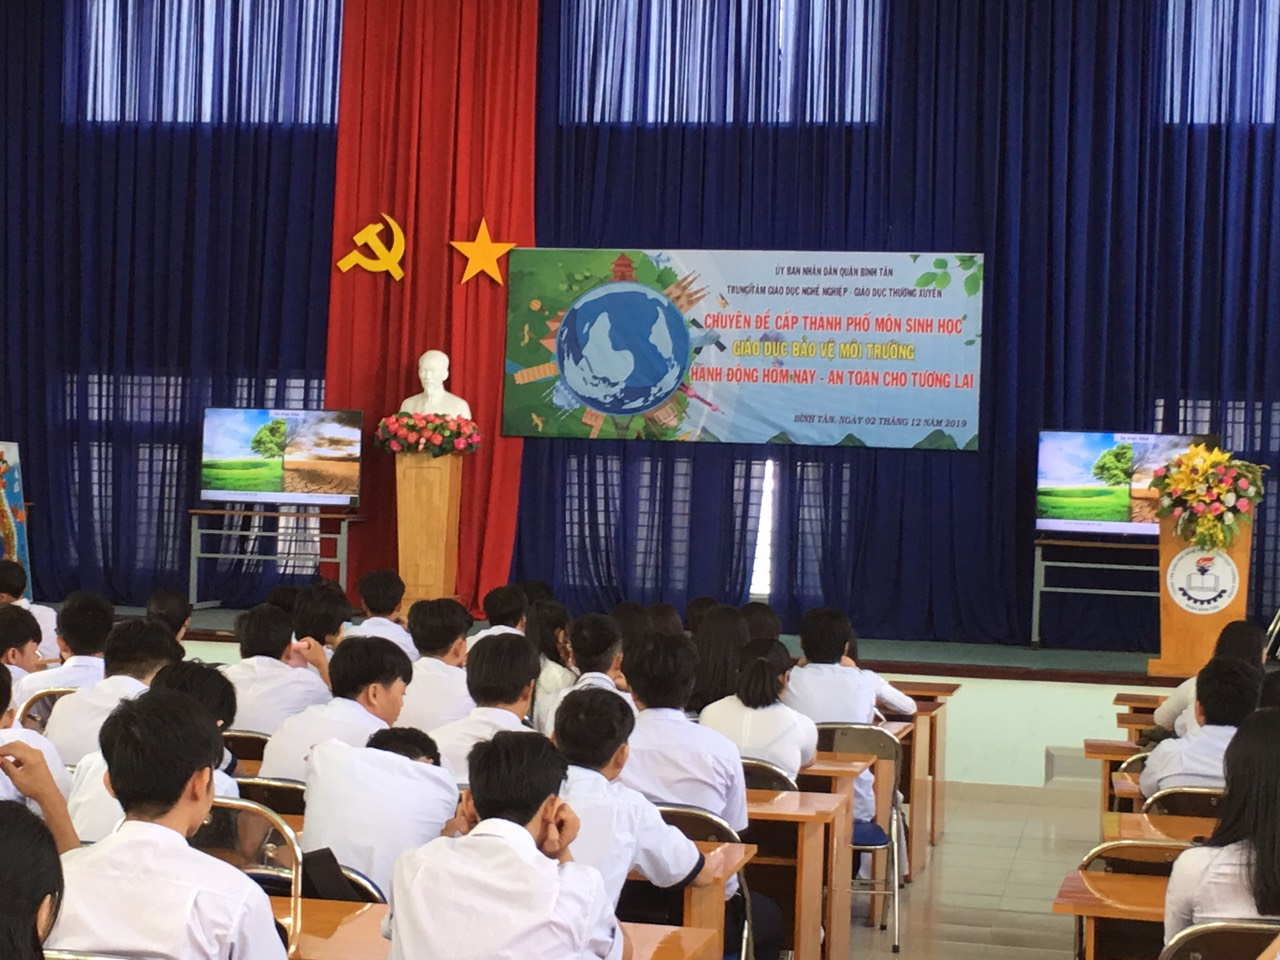 ỦY BAN NHÂN DÂN QUẬN BÌNH TÂN
TRUNG TÂM GIÁO DỤC NGHỀ NGHIỆP - GIÁO DỤC THƯỜNG XUYÊN
CHUYÊN ĐỀ CẤP THÀNH PHỐ MÔN SINH HỌC
GIÁO DỤC BẢO VỆ MÔI TRƯỜNG
HÀNH ĐỘNG HÔM NAY - AN TOÀN CHO TƯƠNG LAI
BÌNH TÂN, NGÀY 02 THÁNG 12 NĂM 2019